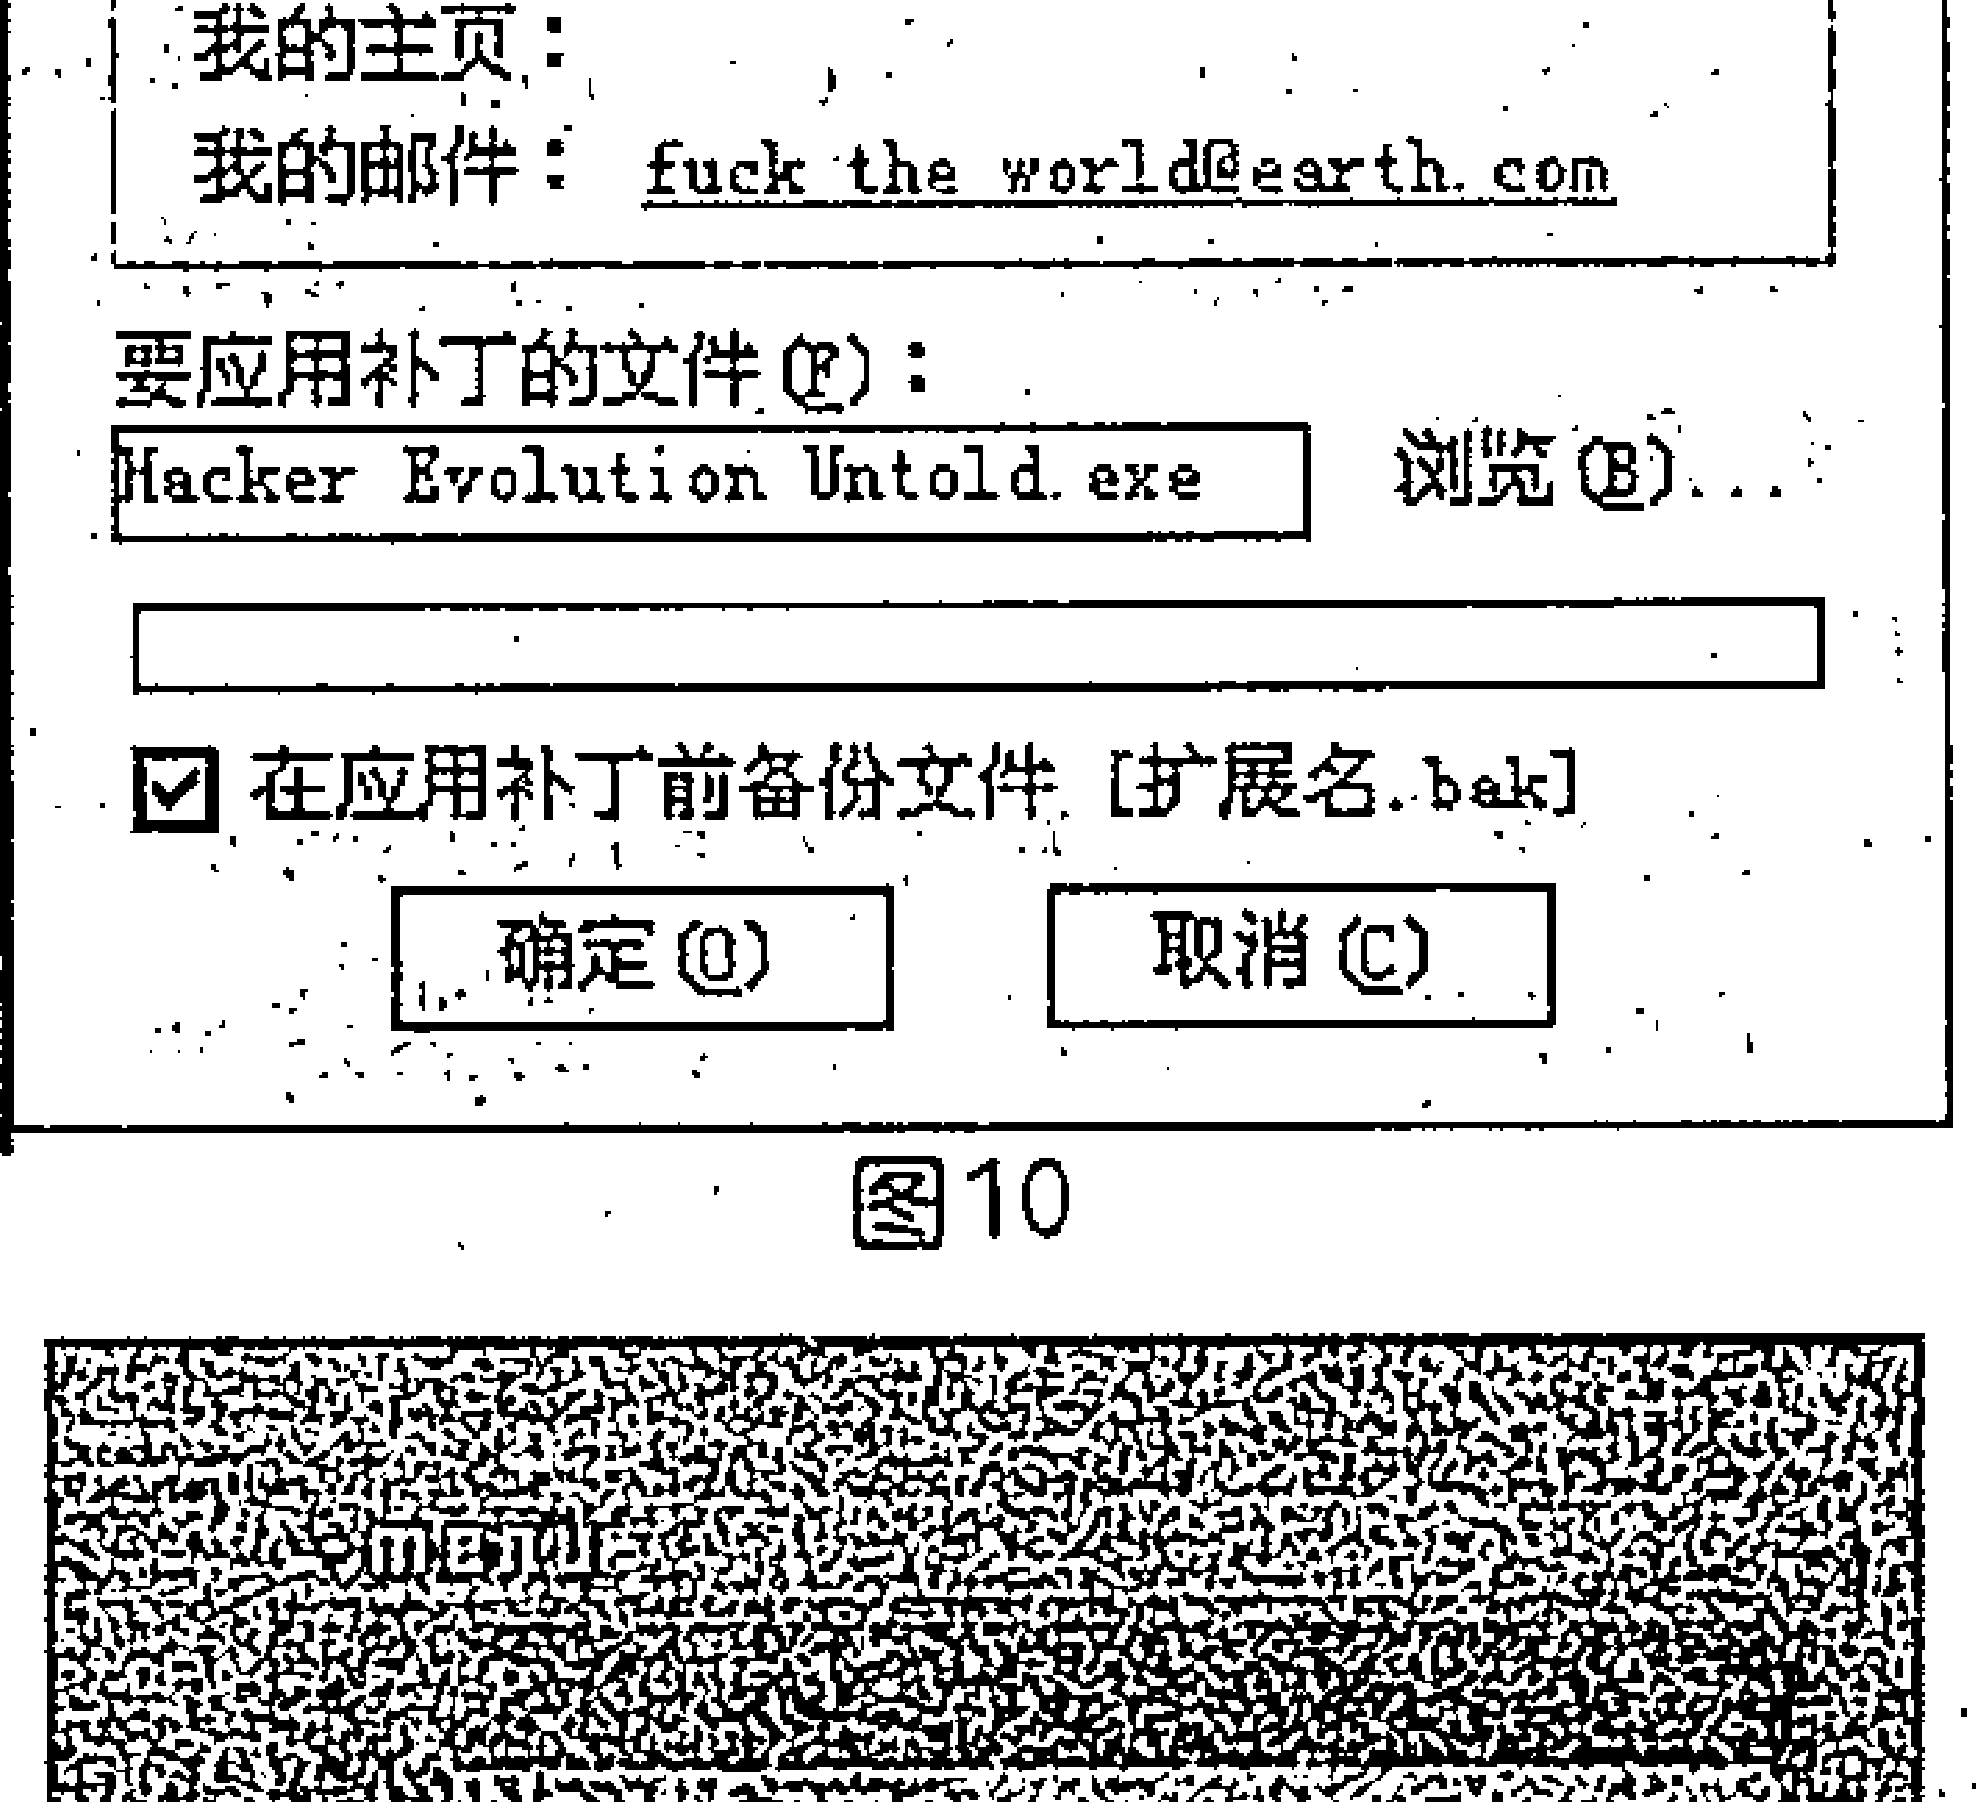 我的主页：
我的邮件： fuck the world@earth.com
要应用补丁的文件(F)：
Hacker Evolution Untold.exe 浏览(B)...
在应用补丁前备份文件 [扩展名.bak]
确定(O) 取消(C)
图10
menu